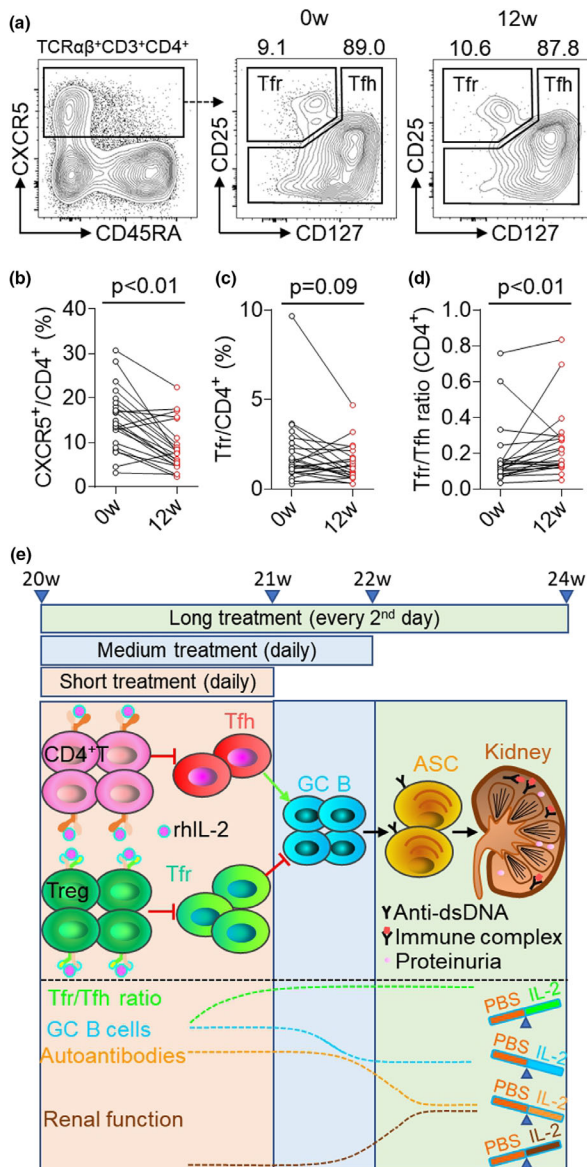 (a)
0w
12w
TCRαβ+CD3+CD4+
9.1
89.0
10.6
87.8
CXCR5
CD45RA
Tfr
Tfh
CD25
CD127
Tfr
Tfh
CD25
CD127
(b)
(c)
(d)
p<0.01
p=0.09
p<0.01
CXCR5+/CD4+ (%)
40
30
20
10
0
0w
12w
Tfr/CD4+ (%)
10
5
0
0w
12w
Tfr/Tfh ratio (CD4+)
1.0
0.8
0.6
0.4
0.2
0.0
0w
12w
(e)
20w
21w
22w
24w
Long treatment (every 2nd day)
Medium treatment (daily)
Short treatment (daily)
CD4+T
Tfh
GC B
ASC
Kidney
rhIL-2
Treg
Tfr
Anti-dsDNA
Immune complex
Proteinuria
Tfr/Tfh ratio
PBS IL-2
GC B cells
PBS IL-2
Autoantibodies
PBS IL-2
Renal function
PBS IL-2